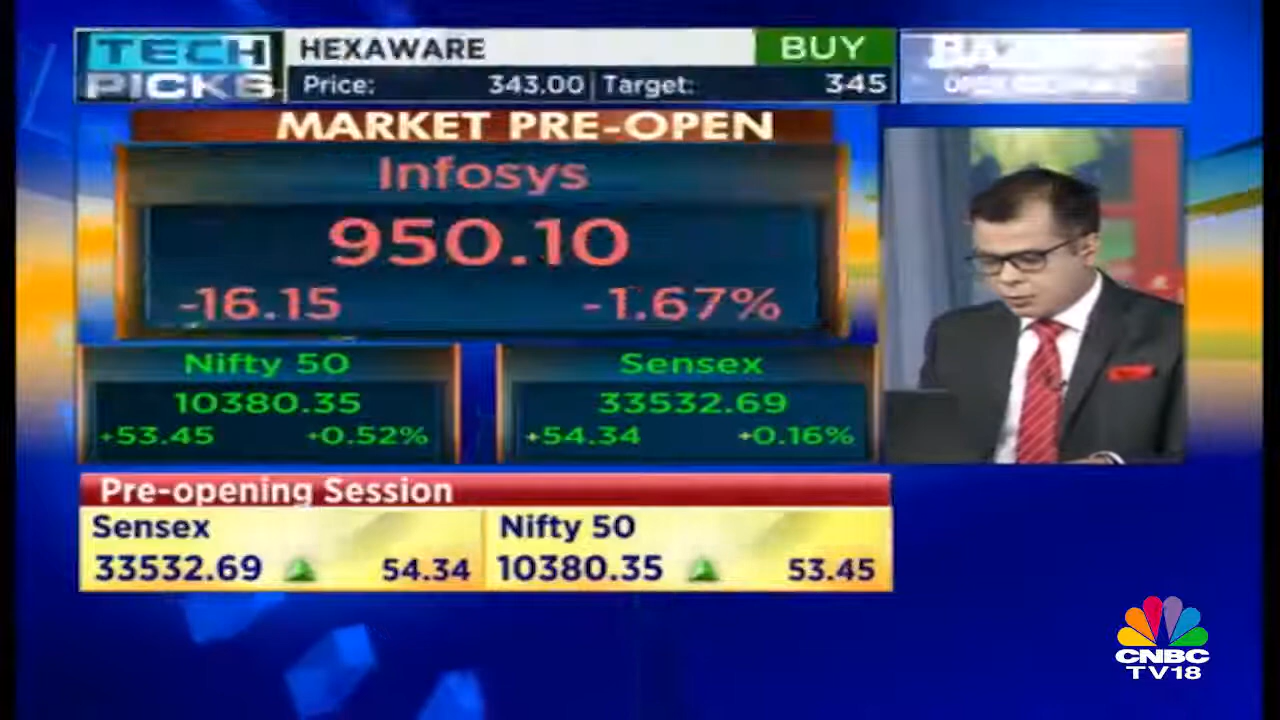 TECH
PICKS
HEXAWARE
BUY
Price: 343.00 Target: 345
MARKET PRE-OPEN
Infosys
950.10
-16.15 -1.67%
Nifty 50
10380.35
+53.45 +0.52%
Sensex
33532.69
+54.34 +0.16%
Pre-opening Session
Sensex
33532.69 54.34
Nifty 50
10380.35 53.45
CNBC
TV18